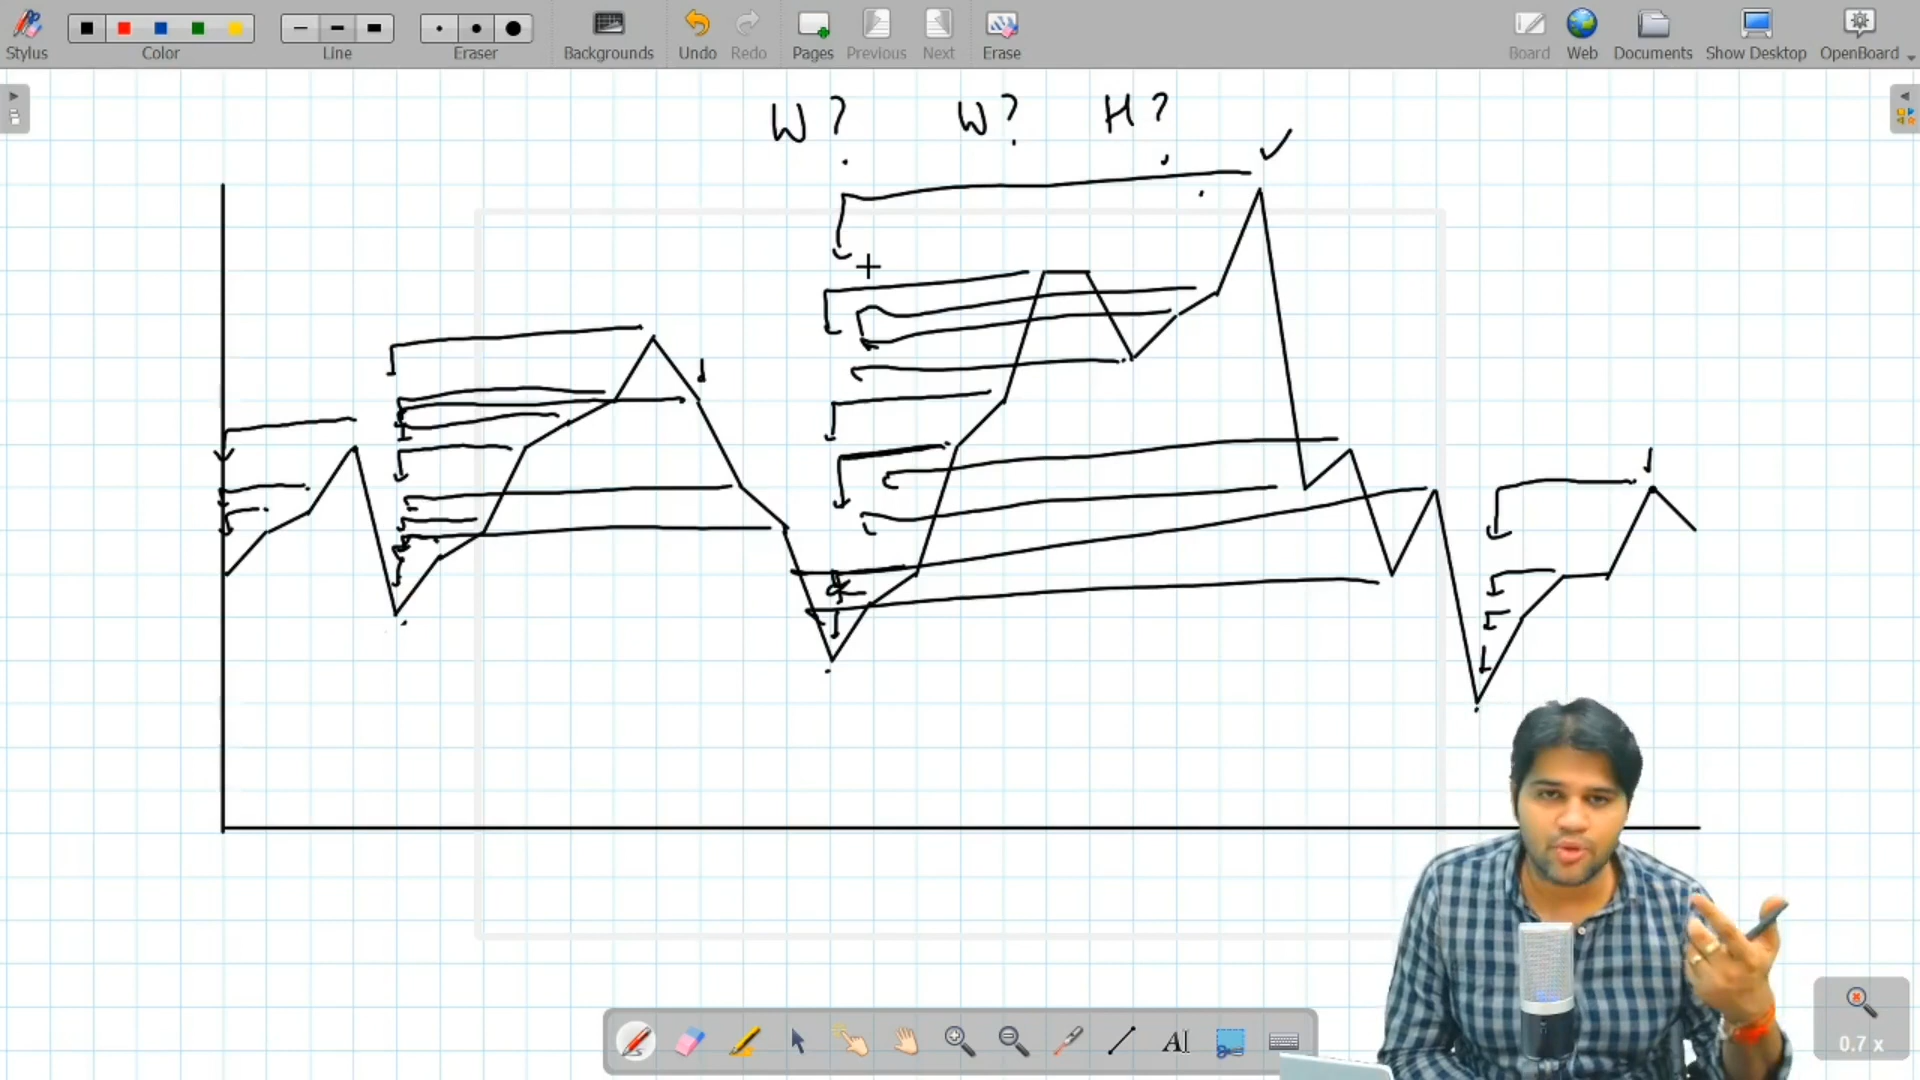 Stylus Color Line Eraser Backgrounds Undo Redo Pages Previous Next Erase Board Web Documents Show Desktop OpenBoard
W? W? H?
+
0.7 x